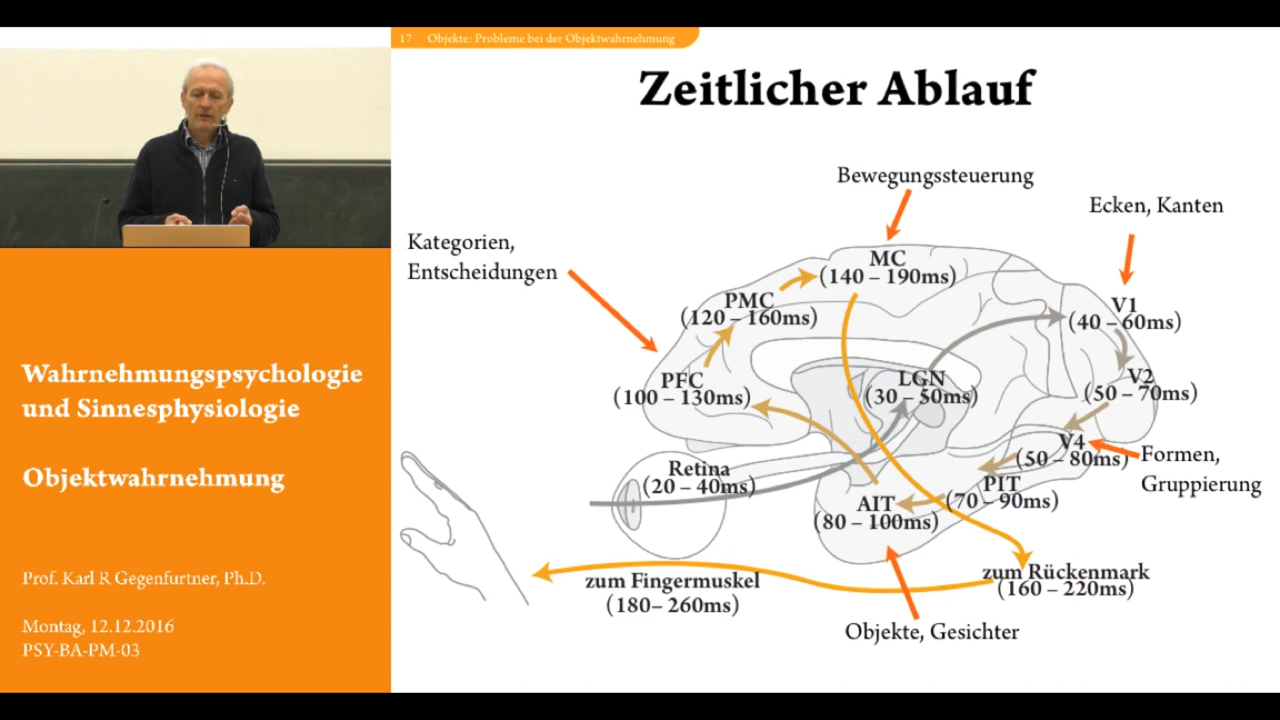 17 Objekte: Probleme bei der Objektwahrnehmung
Zeitlicher Ablauf
Bewegungssteuerung
Ecken, Kanten
Kategorien,
Entscheidungen
MC
(140 – 190ms)
PMC
(120 – 160ms)
V1
(40 – 60ms)
PFC
(100 – 130ms)
LGN
(30 – 50ms)
V2
(50 – 70ms)
V4
(50 – 80ms)
Formen,
Gruppierung
Retina
(20 – 40ms)
PIT
(70 – 90ms)
AIT
(80 – 100ms)
zum Fingermuskel
(180– 260ms)
zum Rückenmark
(160 – 220ms)
Objekte, Gesichter
Wahrnehmungspsychologie
und Sinnesphysiologie
Objektwahrnehmung
Prof. Karl R Gegenfurtner, Ph.D.
Montag, 12.12.2016
PSY-BA-PM-03